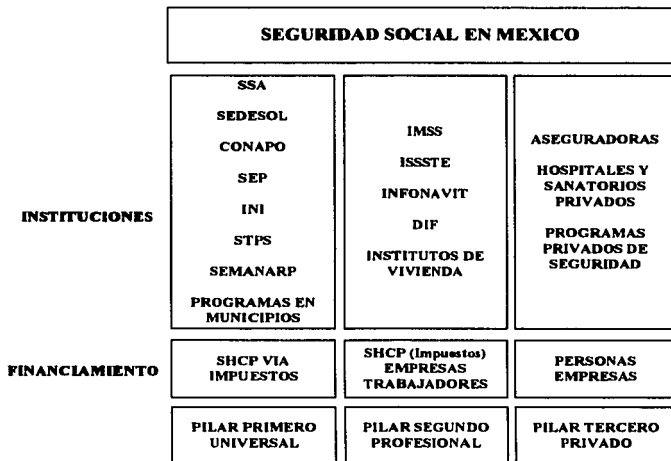 SEGURIDAD SOCIAL EN MEXICO
INSTITUCIONES
SSA
SEDESOL
CONAPO
SEP
INI
STPS
SEMANARP
PROGRAMAS EN
MUNICIPIOS
IMSS
ISSSTE
INFONAVIT
DIF
INSTITUTOS DE
VIVIENDA
ASEGURADORAS
HOSPITALES Y
SANATORIOS
PRIVADOS
PROGRAMAS
PRIVADOS DE
SEGURIDAD
FINANCIAMIENTO
SHCP VIA
IMPUESTOS
SHCP (Impuestos)
EMPRESAS
TRABAJADORES
PERSONAS
EMPRESAS
PILAR PRIMERO
UNIVERSAL
PILAR SEGUNDO
PROFESIONAL
PILAR TERCERO
PRIVADO